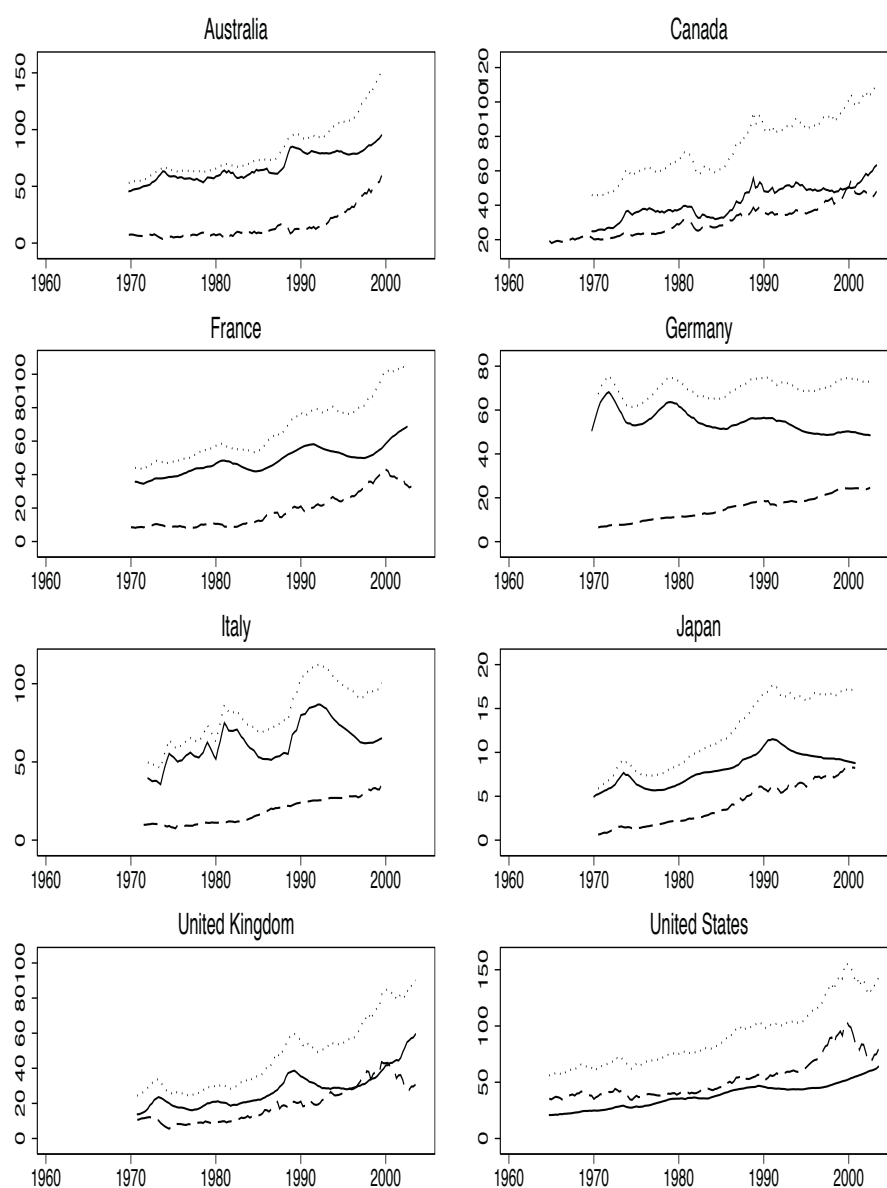 Australia
0 50 100 150
1960 1970 1980 1990 2000
Canada
20 40 60 80 100 120
1960 1970 1980 1990 2000
France
0 20 40 60 80 100
1960 1970 1980 1990 2000
Germany
0 20 40 60 80
1960 1970 1980 1990 2000
Italy
0 50 100
1960 1970 1980 1990 2000
Japan
0 5 10 15 20
1960 1970 1980 1990 2000
United Kingdom
0 20 40 60 80 100
1960 1970 1980 1990 2000
United States
0 50 100 150
1960 1970 1980 1990 2000